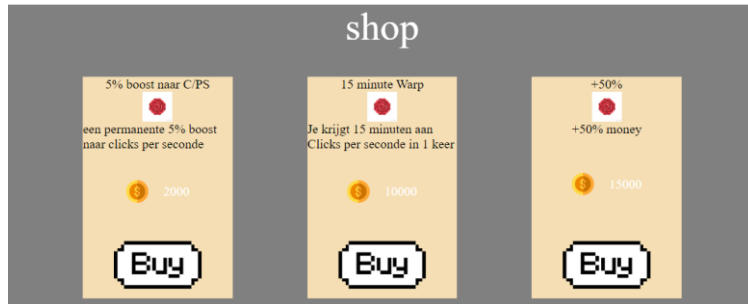 shop
5% boost naar C/PS
een permanente 5% boost
naar clicks per seconde
2000
Buy
15 minute Warp
Je krijgt 15 minuten aan
Clicks per seconde in 1 keer
10000
Buy
+50%
+50% money
15000
Buy